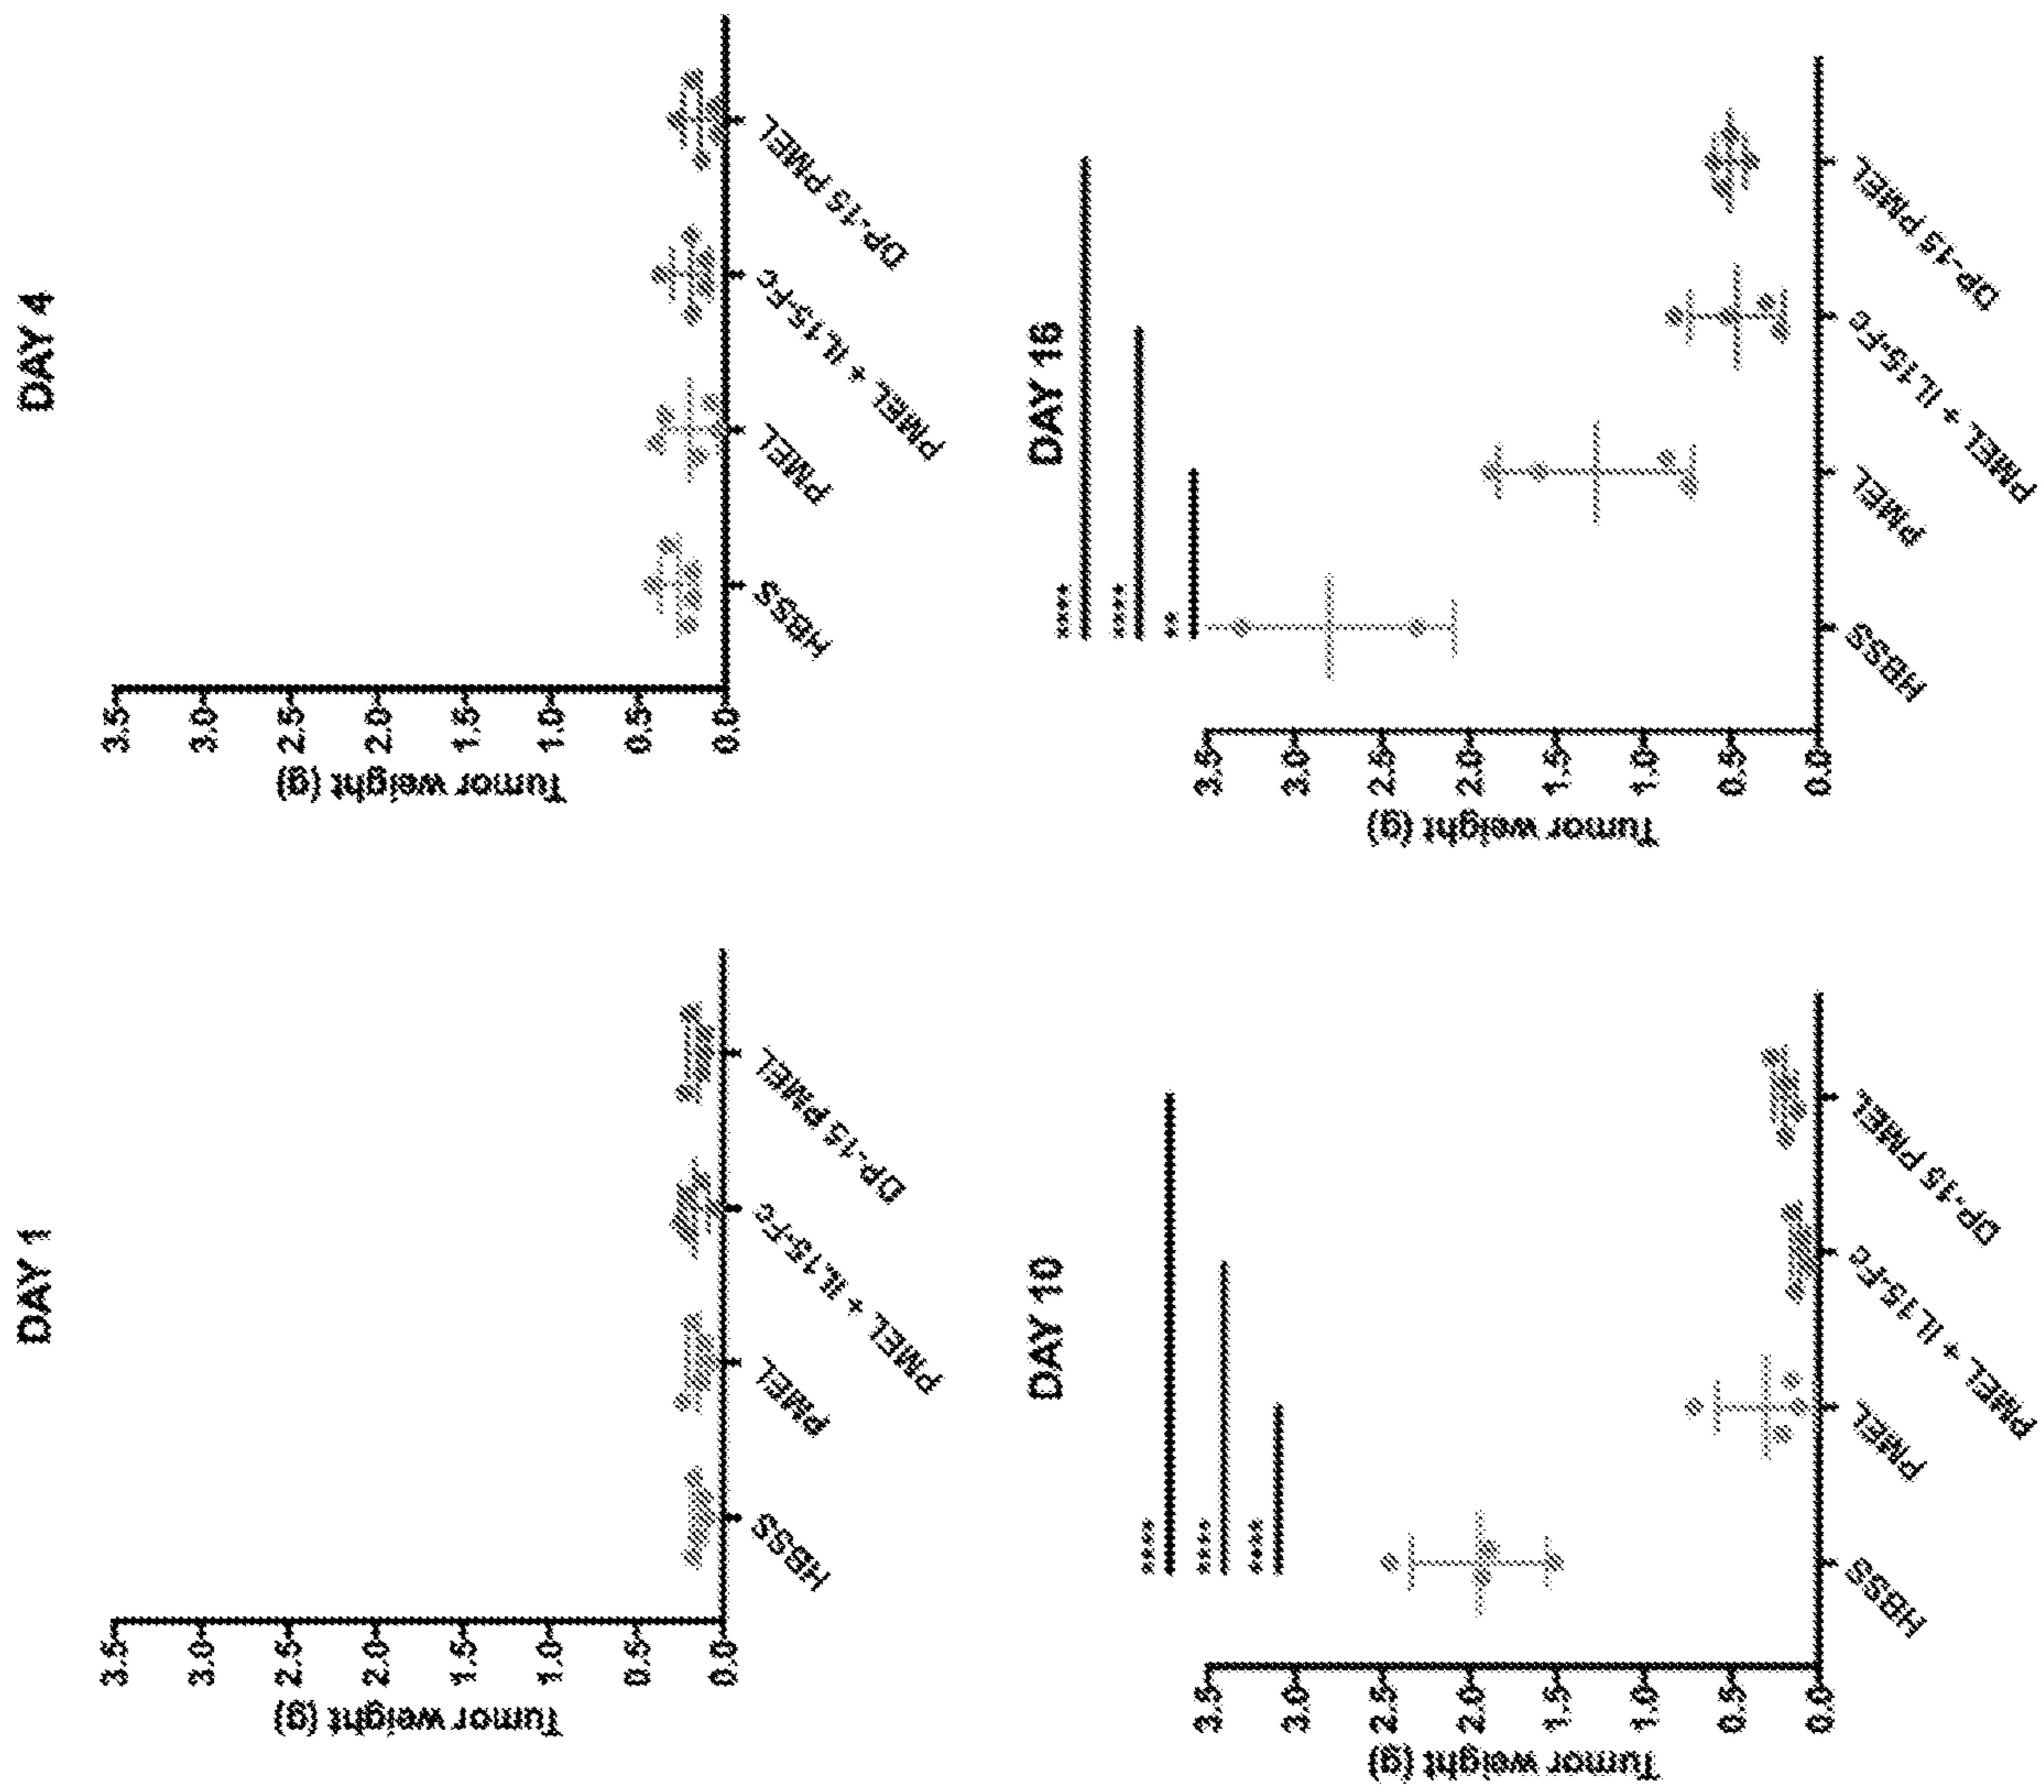 DAY 1
Tumor weight (g)
3.5
3.0
2.5
2.0
1.5
1.0
0.5
0.0
HBSS
PMEL
PMEL + IL15-Fc
DP-15 PMEL
DAY 4
Tumor weight (g)
3.5
3.0
2.5
2.0
1.5
1.0
0.5
0.0
HBSS
PMEL
PMEL + IL15-Fc
DP-15 PMEL
DAY 10
****
****
****
Tumor weight (g)
3.5
3.0
2.5
2.0
1.5
1.0
0.5
0.0
HBSS
PMEL
PMEL + IL15-Fc
DP-15 PMEL
DAY 16
****
****
**
Tumor weight (g)
3.5
3.0
2.5
2.0
1.5
1.0
0.5
0.0
HBSS
PMEL
PMEL + IL15-Fc
DP-15 PMEL